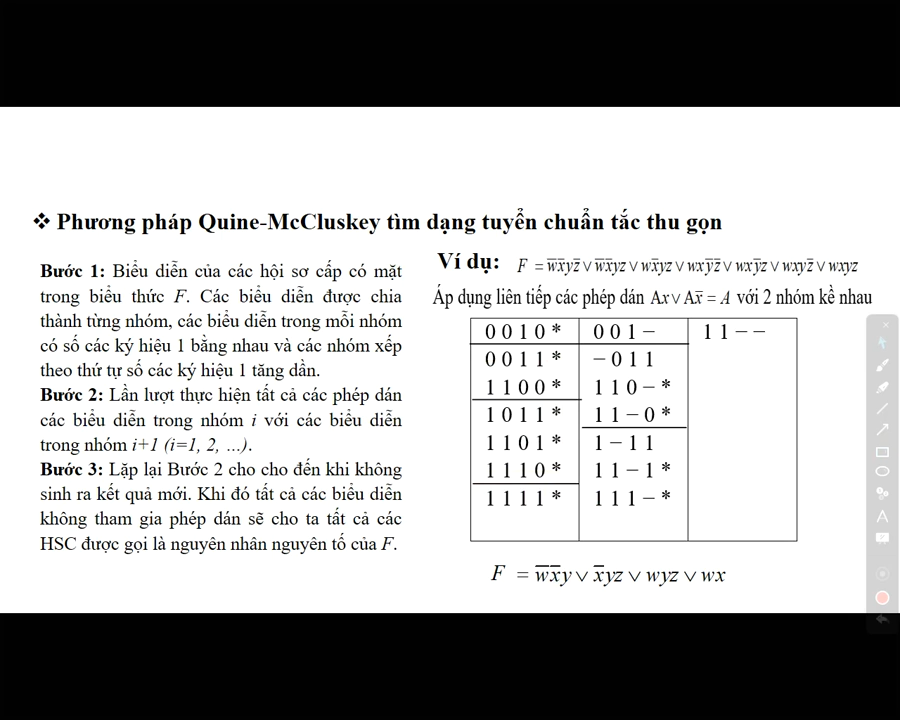 ❖ Phương pháp Quine-McCluskey tìm dạng tuyển chuẩn tắc thu gọn
Bước 1: Biểu diễn của các hội sơ cấp có mặt
trong biểu thức F. Các biểu diễn được chia
thành từng nhóm, các biểu diễn trong mỗi nhóm
có số các ký hiệu 1 bằng nhau và các nhóm xếp
theo thứ tự số các ký hiệu 1 tăng dần.
Bước 2: Lần lượt thực hiện tất cả các phép dán
các biểu diễn trong nhóm i với các biểu diễn
trong nhóm i+1 (i=1, 2, ...).
Bước 3: Lặp lại Bước 2 cho cho đến khi không
sinh ra kết quả mới. Khi đó tất cả các biểu diễn
không tham gia phép dán sẽ cho ta tất cả các
HSC được gọi là nguyên nhân nguyên tố của F.
Ví dụ: F = w̅x̅yz̅ ∨ w̅x̅yz ∨ wx̅yz ∨ wxy̅z̅ ∨ wxy̅z ∨ wxyz̅ ∨ wxyz
Áp dụng liên tiếp các phép dán Ax ∨ Ax̅ = A với 2 nhóm kề nhau
0 0 1 0 * 0 0 1 − 1 1 − −
0 0 1 1 * − 0 1 1
1 1 0 0 * 1 1 0 − *
1 0 1 1 * 1 1 − 0 *
1 1 0 1 * 1 − 1 1
1 1 1 0 * 1 1 − 1 *
1 1 1 1 * 1 1 1 − *
F = w̅x̅y ∨ x̅yz ∨ wyz ∨ wx
A